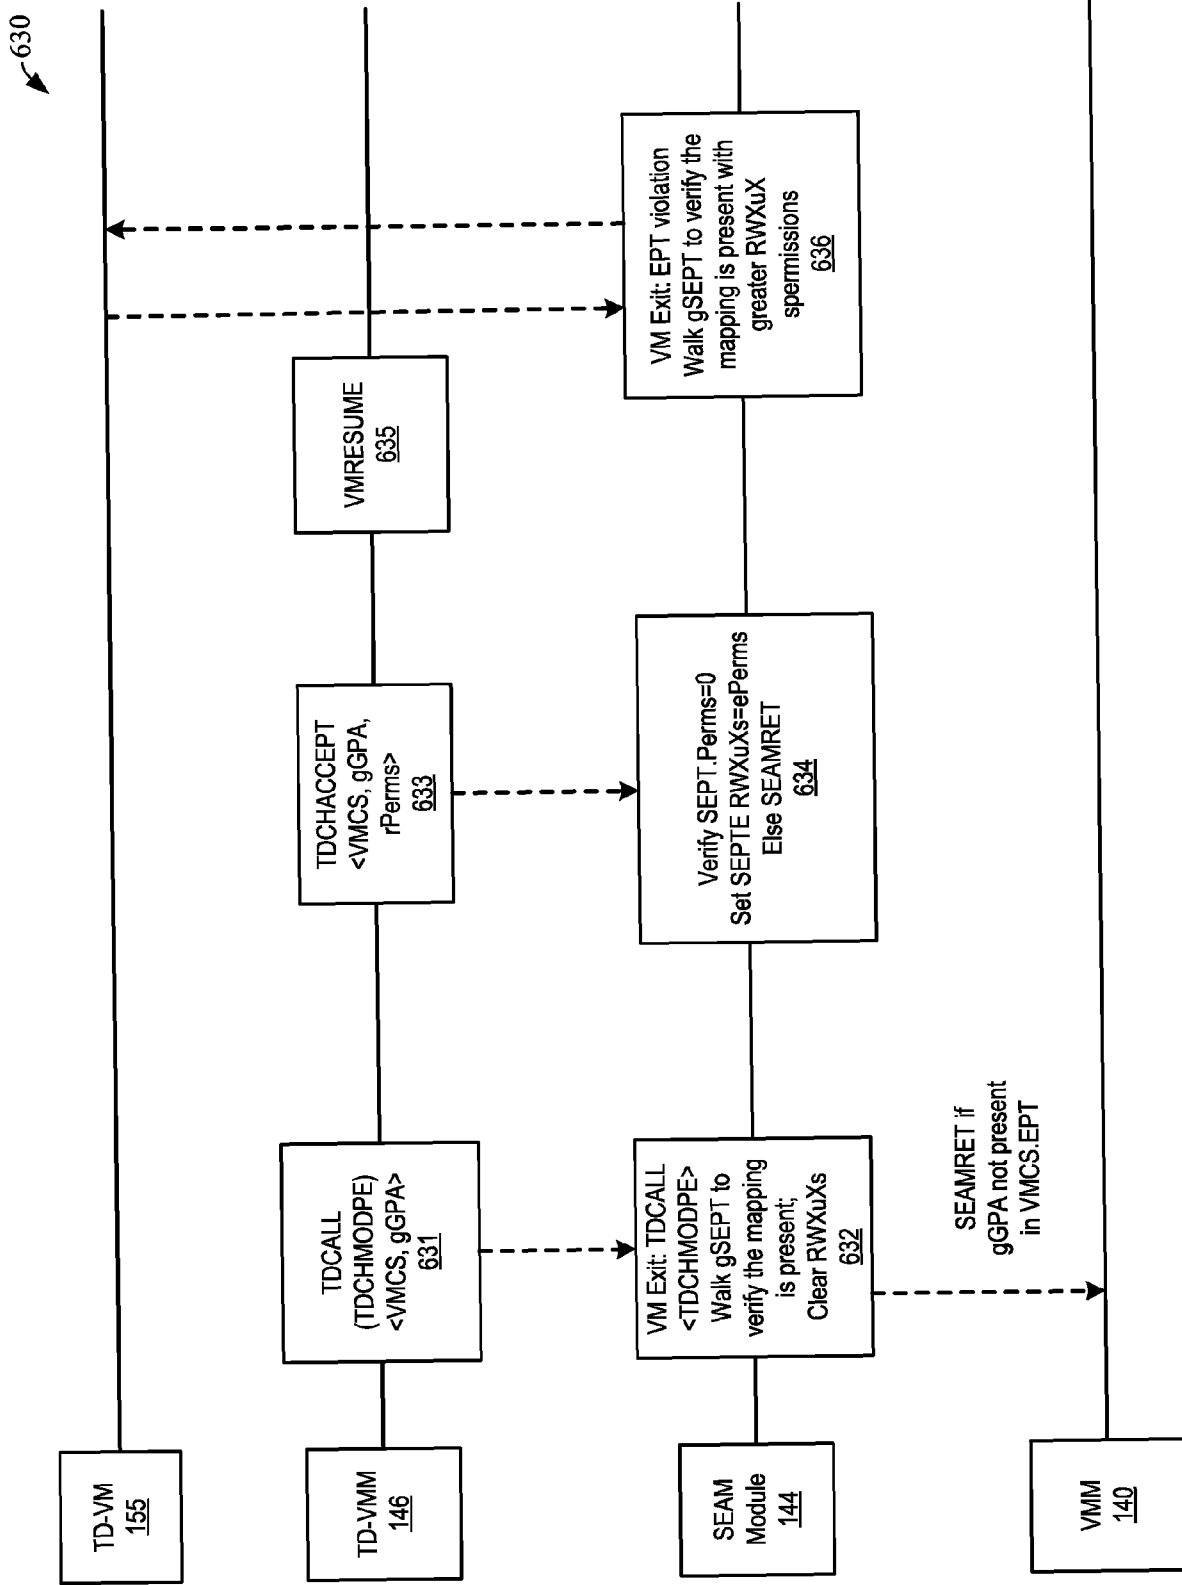 630
TD-VM
155
TD-VMM
146
TDCALL
(TDCHMODPE)
<VMCS, gGPA>
631
TDCHACCEPT
<VMCS, gGPA,
rPerms>
633
VMRESUME
635
SEAM
Module
144
VM Exit: TDCALL
<TDCHMODPE>
Walk gSEPT to
verify the mapping
is present;
Clear RWXuXs
632
Verify SEPT.Perms=0
Set SEPTE RWXuXs=ePerms
Else SEAMRET
634
VM Exit: EPT violation
Walk gSEPT to verify the
mapping is present with
greater RWXuX
spermissions
636
SEAMRET if
gGPA not present
in VMCS.EPT
VMM
140